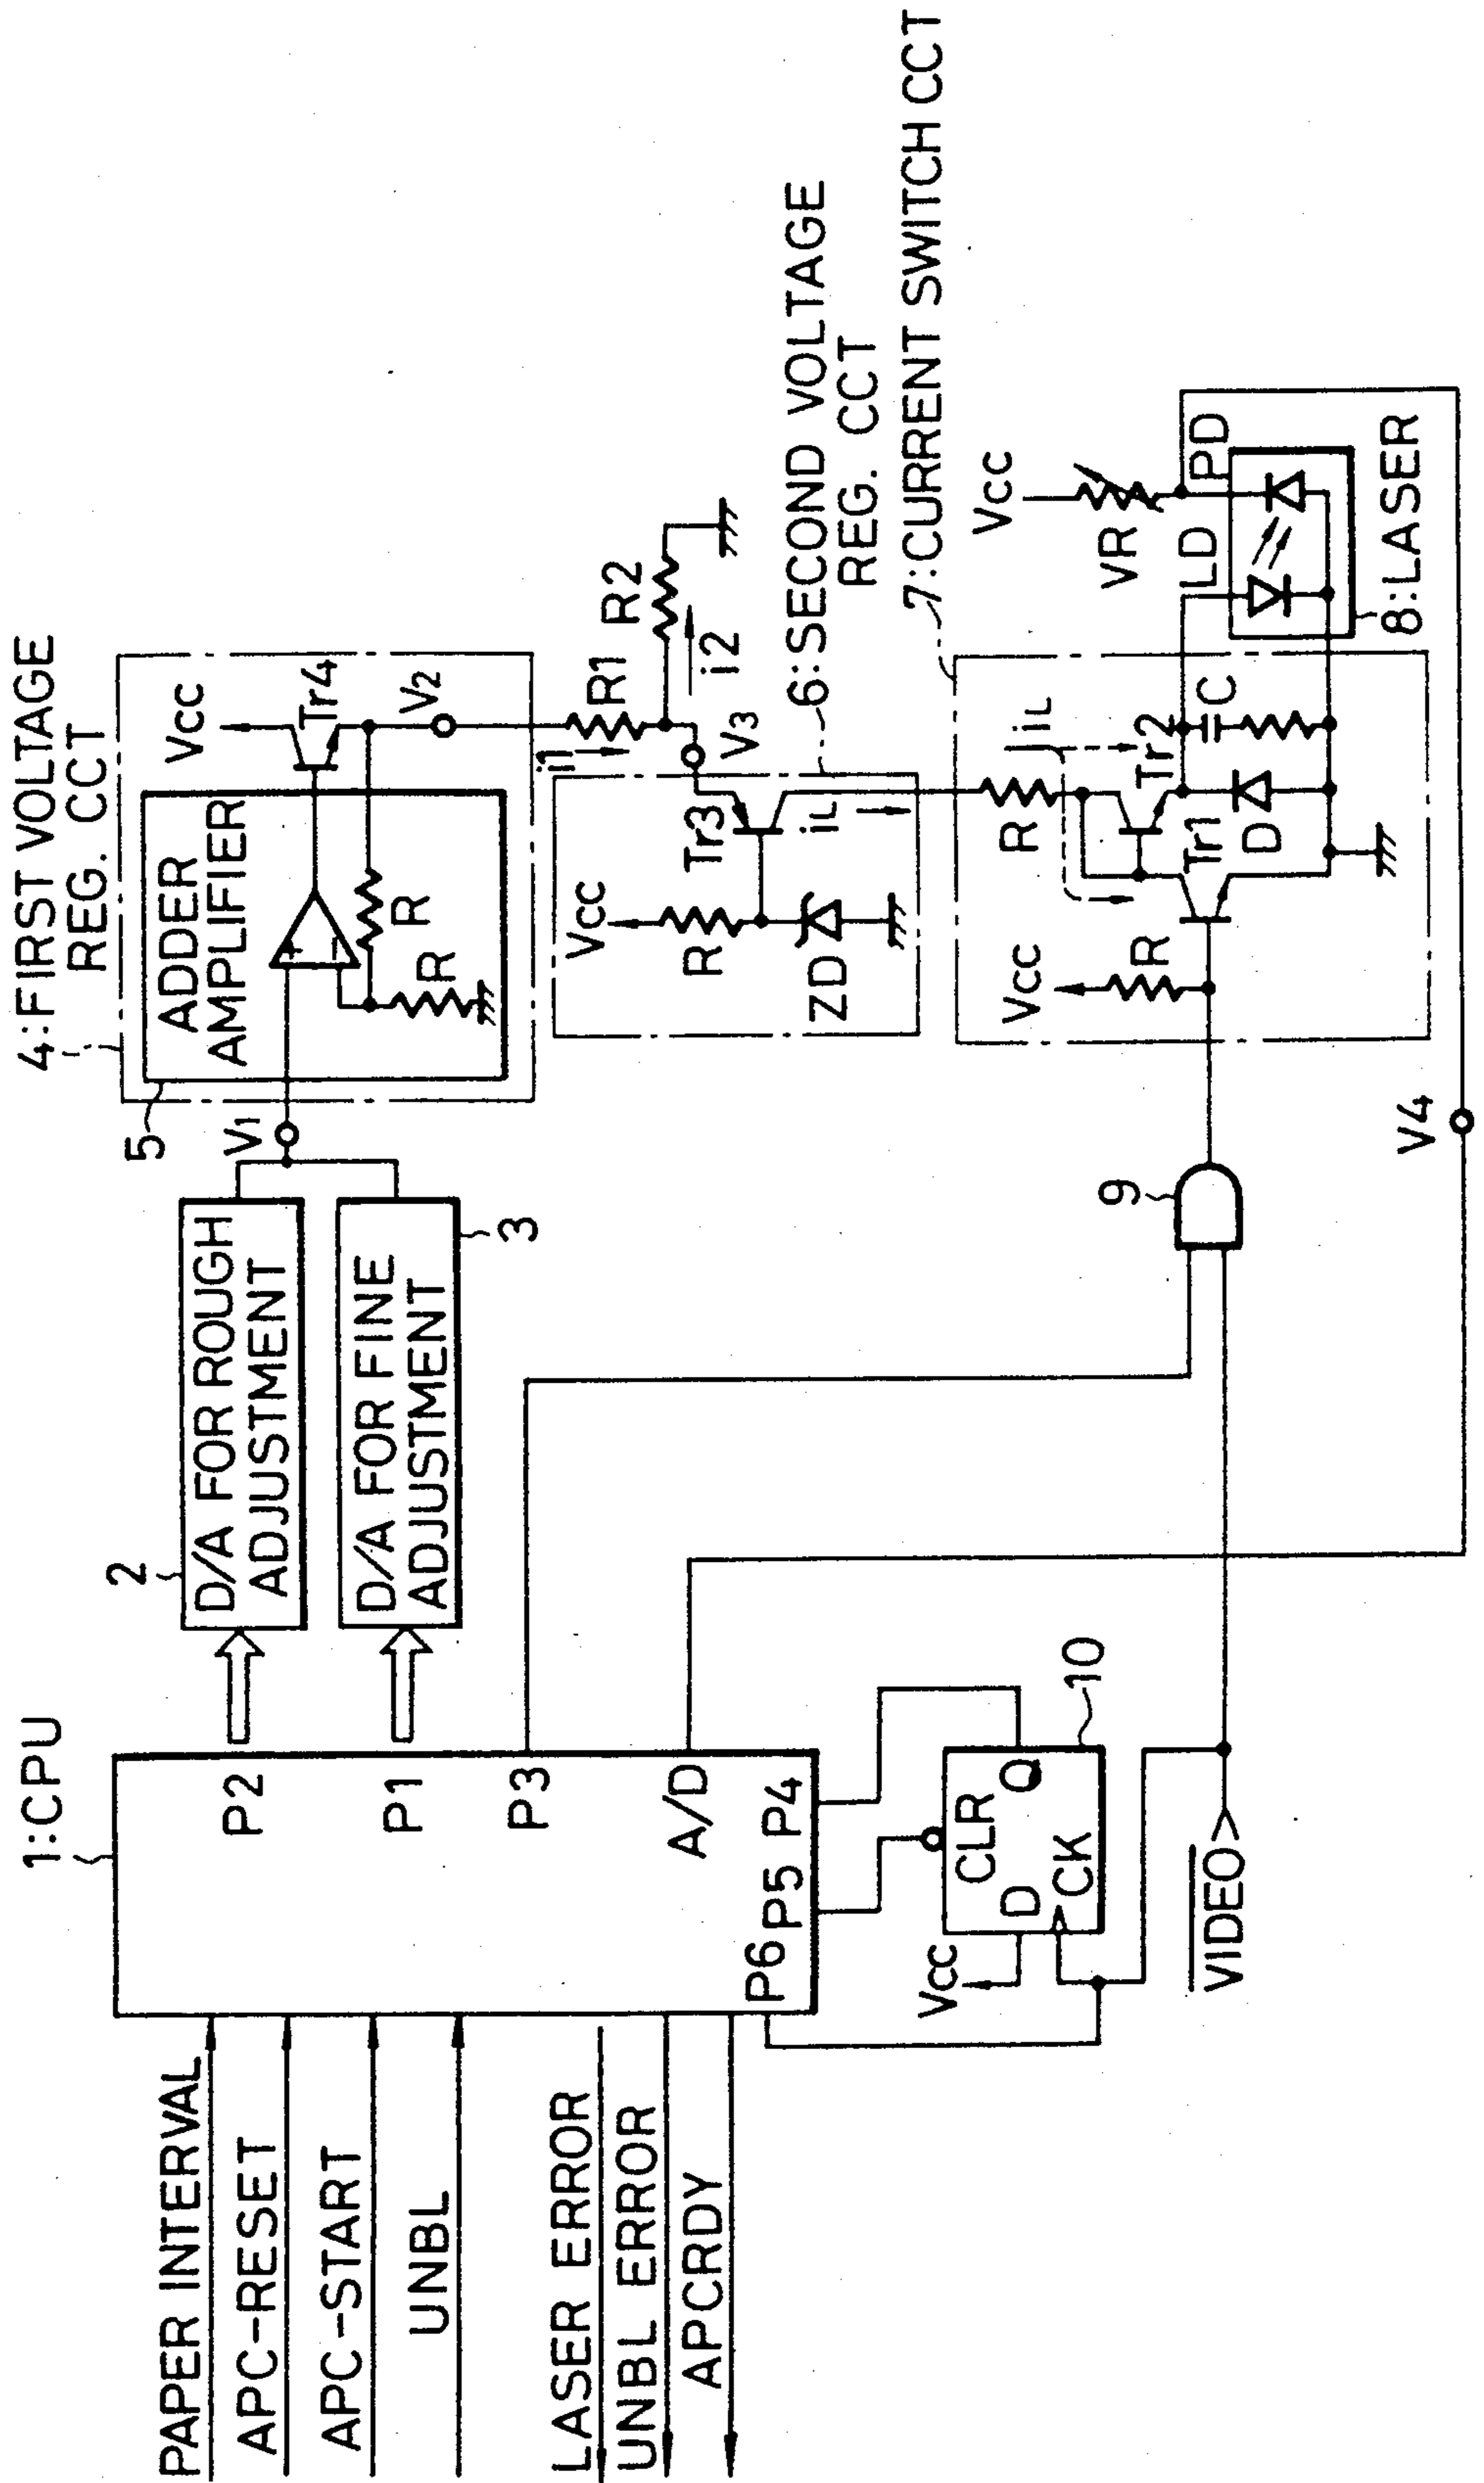 1:CPU
PAPER INTERVAL
APC-RESET
APC-START
UNBL
LASER ERROR
UNBL ERROR
APCRDY
P2
P1
P3
A/D
P4
P5
P6
2
D/A FOR ROUGH
ADJUSTMENT
D/A FOR FINE
ADJUSTMENT
3
V1
4:FIRST VOLTAGE
REG. CCT
5
ADDER
AMPLIFIER
+
−
R
R
Vcc
Tr4
V2
i1
R1
R2
i2
V3
6:SECOND VOLTAGE
REG. CCT
Vcc
R
Tr3
ZD
iL
7:CURRENT SWITCH CCT
R
iL
Vcc
R
Tr1
Tr2
D
C
Vcc
VR
LD
PD
8:LASER
9
V4
Vcc
CLR
D
Q
CK
10
VIDEO